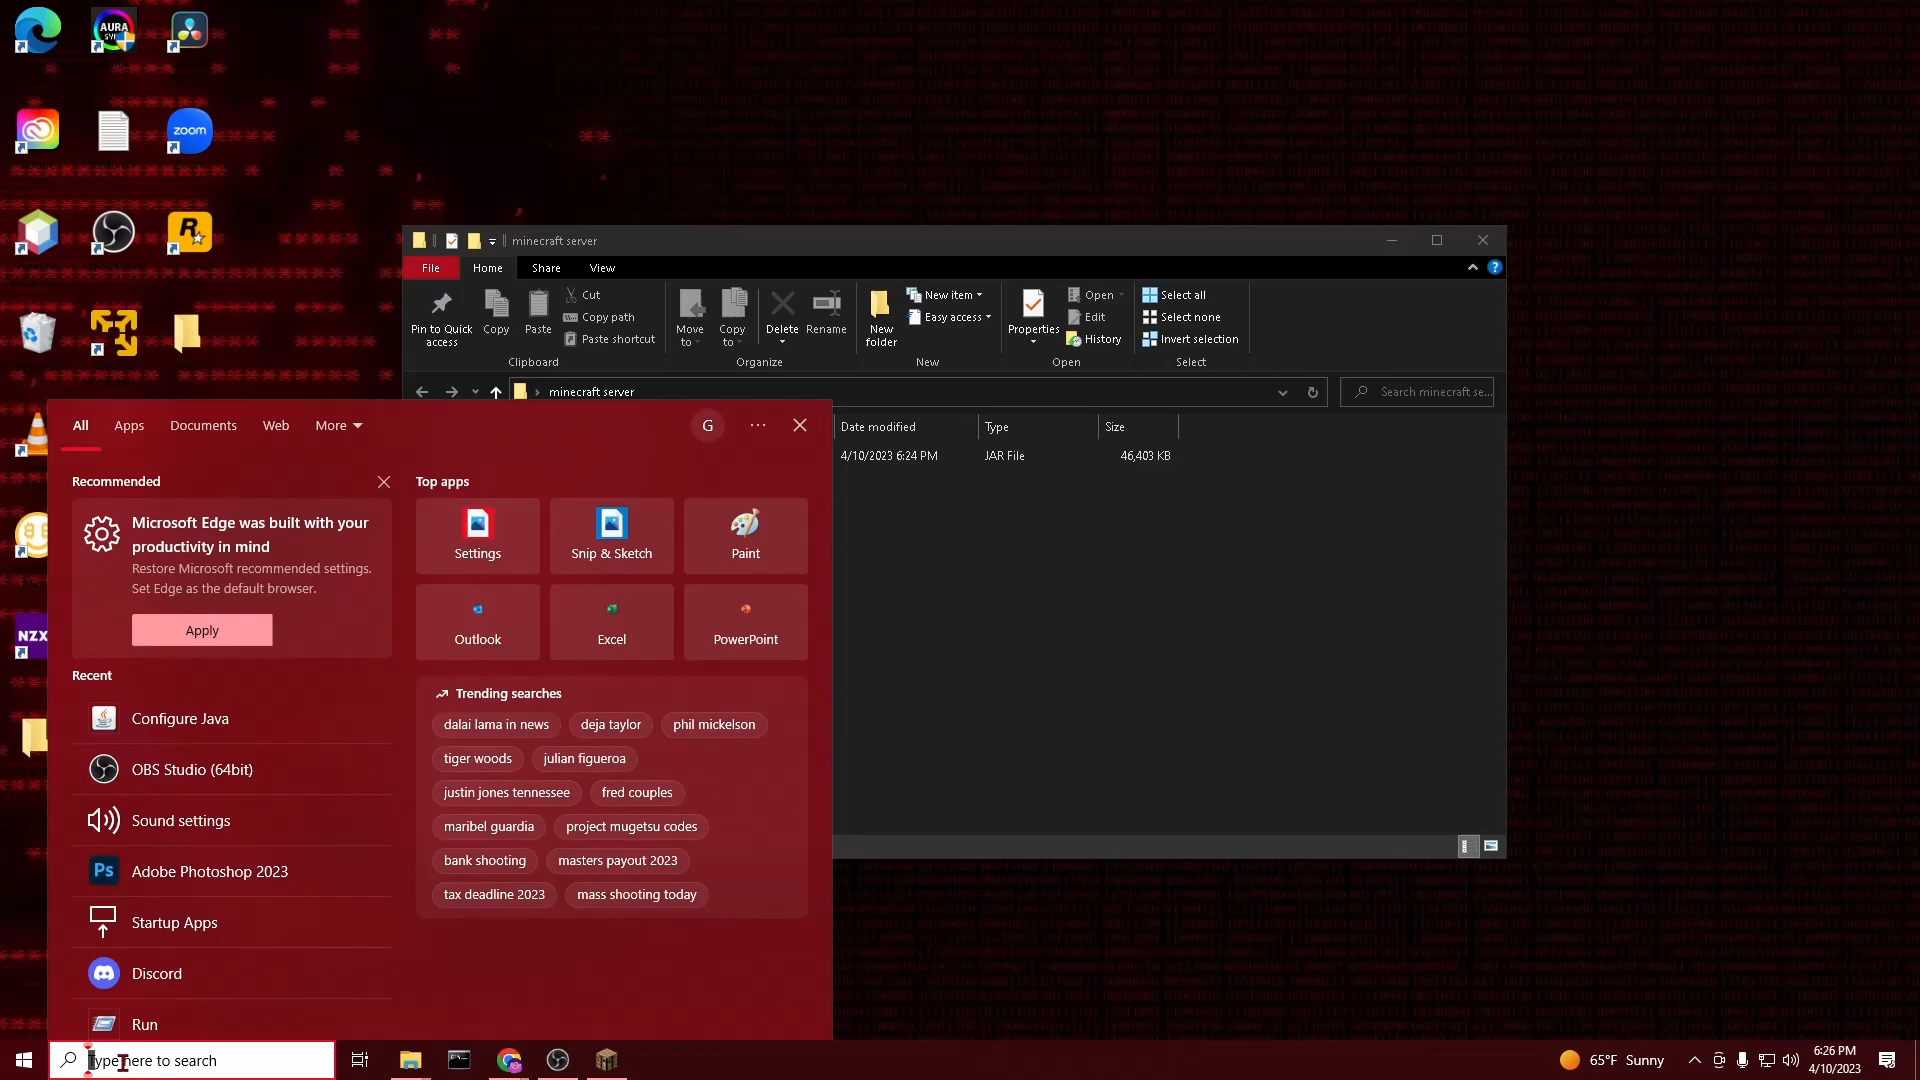 AURA
zoom
R
NZX
minecraft server
File
Home
Share
View
Pin to Quick access
Copy
Paste
Cut
Copy path
Paste shortcut
Clipboard
Move to
Copy to
Delete
Rename
Organize
New folder
New item
Easy access
New
Properties
Open
Edit
History
Open
Select all
Select none
Invert selection
Select
minecraft server
Search minecraft se...
Date modified
Type
Size
4/10/2023 6:24 PM
JAR File
46,403 KB
All
Apps
Documents
Web
More
G
Recommended
Microsoft Edge was built with your
productivity in mind
Restore Microsoft recommended settings.
Set Edge as the default browser.
Apply
Recent
Configure Java
OBS Studio (64bit)
Sound settings
Ps
Adobe Photoshop 2023
Startup Apps
Discord
Run
Top apps
Settings
Snip & Sketch
Paint
Outlook
Excel
PowerPoint
Trending searches
dalai lama in news
deja taylor
phil mickelson
tiger woods
julian figueroa
justin jones tennessee
fred couples
maribel guardia
project mugetsu codes
bank shooting
masters payout 2023
tax deadline 2023
mass shooting today
Type here to search
65°F Sunny
6:26 PM
4/10/2023